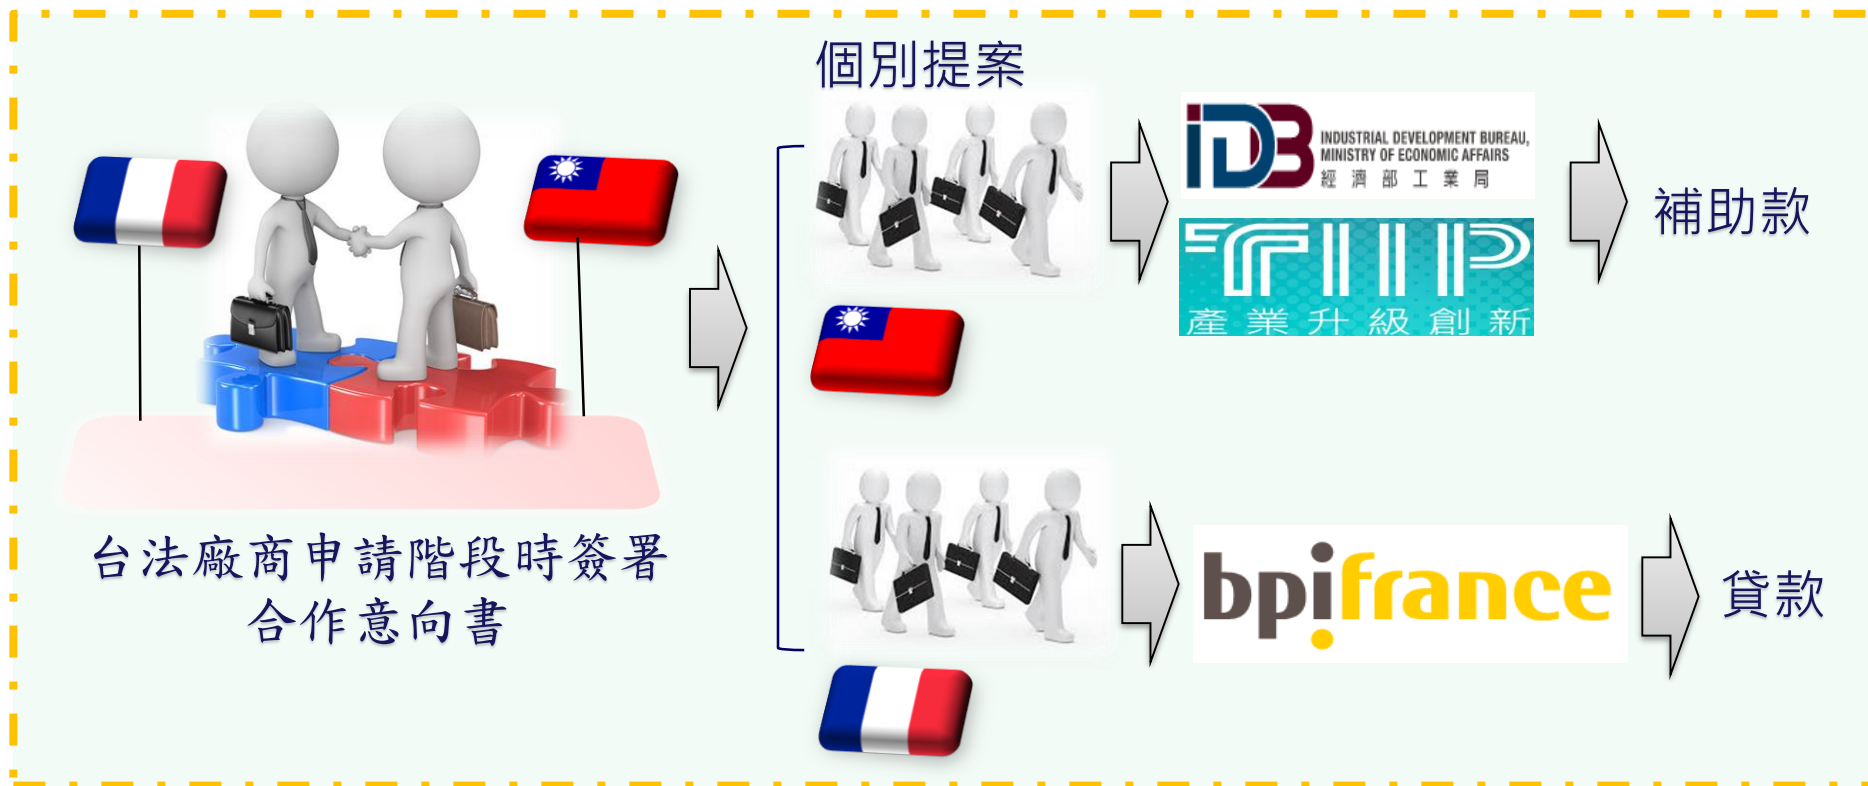 個別提案
台法廠商申請階段時簽署
合作意向書
iDB
INDUSTRIAL DEVELOPMENT BUREAU,
MINISTRY OF ECONOMIC AFFAIRS
經濟部工業局
TIIP
產業升級創新
補助款
bpifrance
貸款